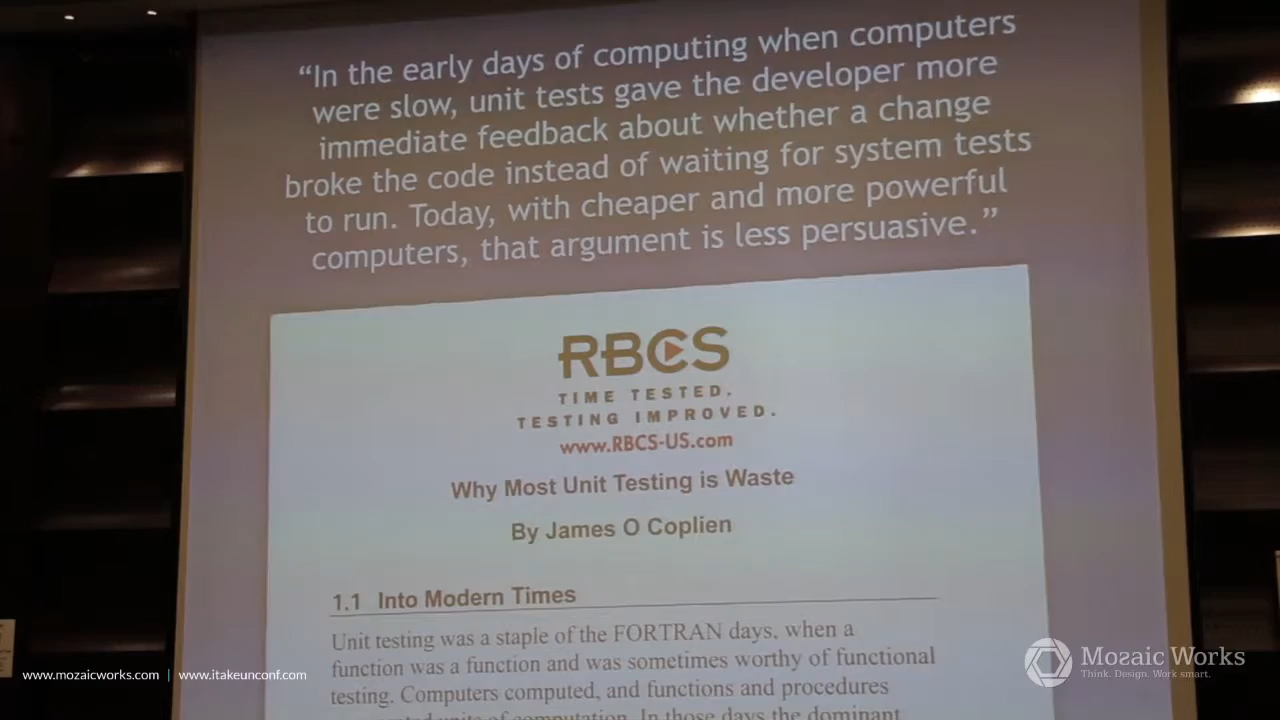 “In the early days of computing when computers
were slow, unit tests gave the developer more
immediate feedback about whether a change
broke the code instead of waiting for system tests
to run. Today, with cheaper and more powerful
computers, that argument is less persuasive.”
RBCS
TIME TESTED.
TESTING IMPROVED.
www.RBCS-US.com
Why Most Unit Testing is Waste
By James O Coplien
1.1 Into Modern Times
Unit testing was a staple of the FORTRAN days, when a
function was a function and was sometimes worthy of functional
testing. Computers computed, and functions and procedures
units of computation. In those days the dominant
www.mozaicworks.com | www.itakeunconf.com
Mozaic Works
Think. Design. Work smart.